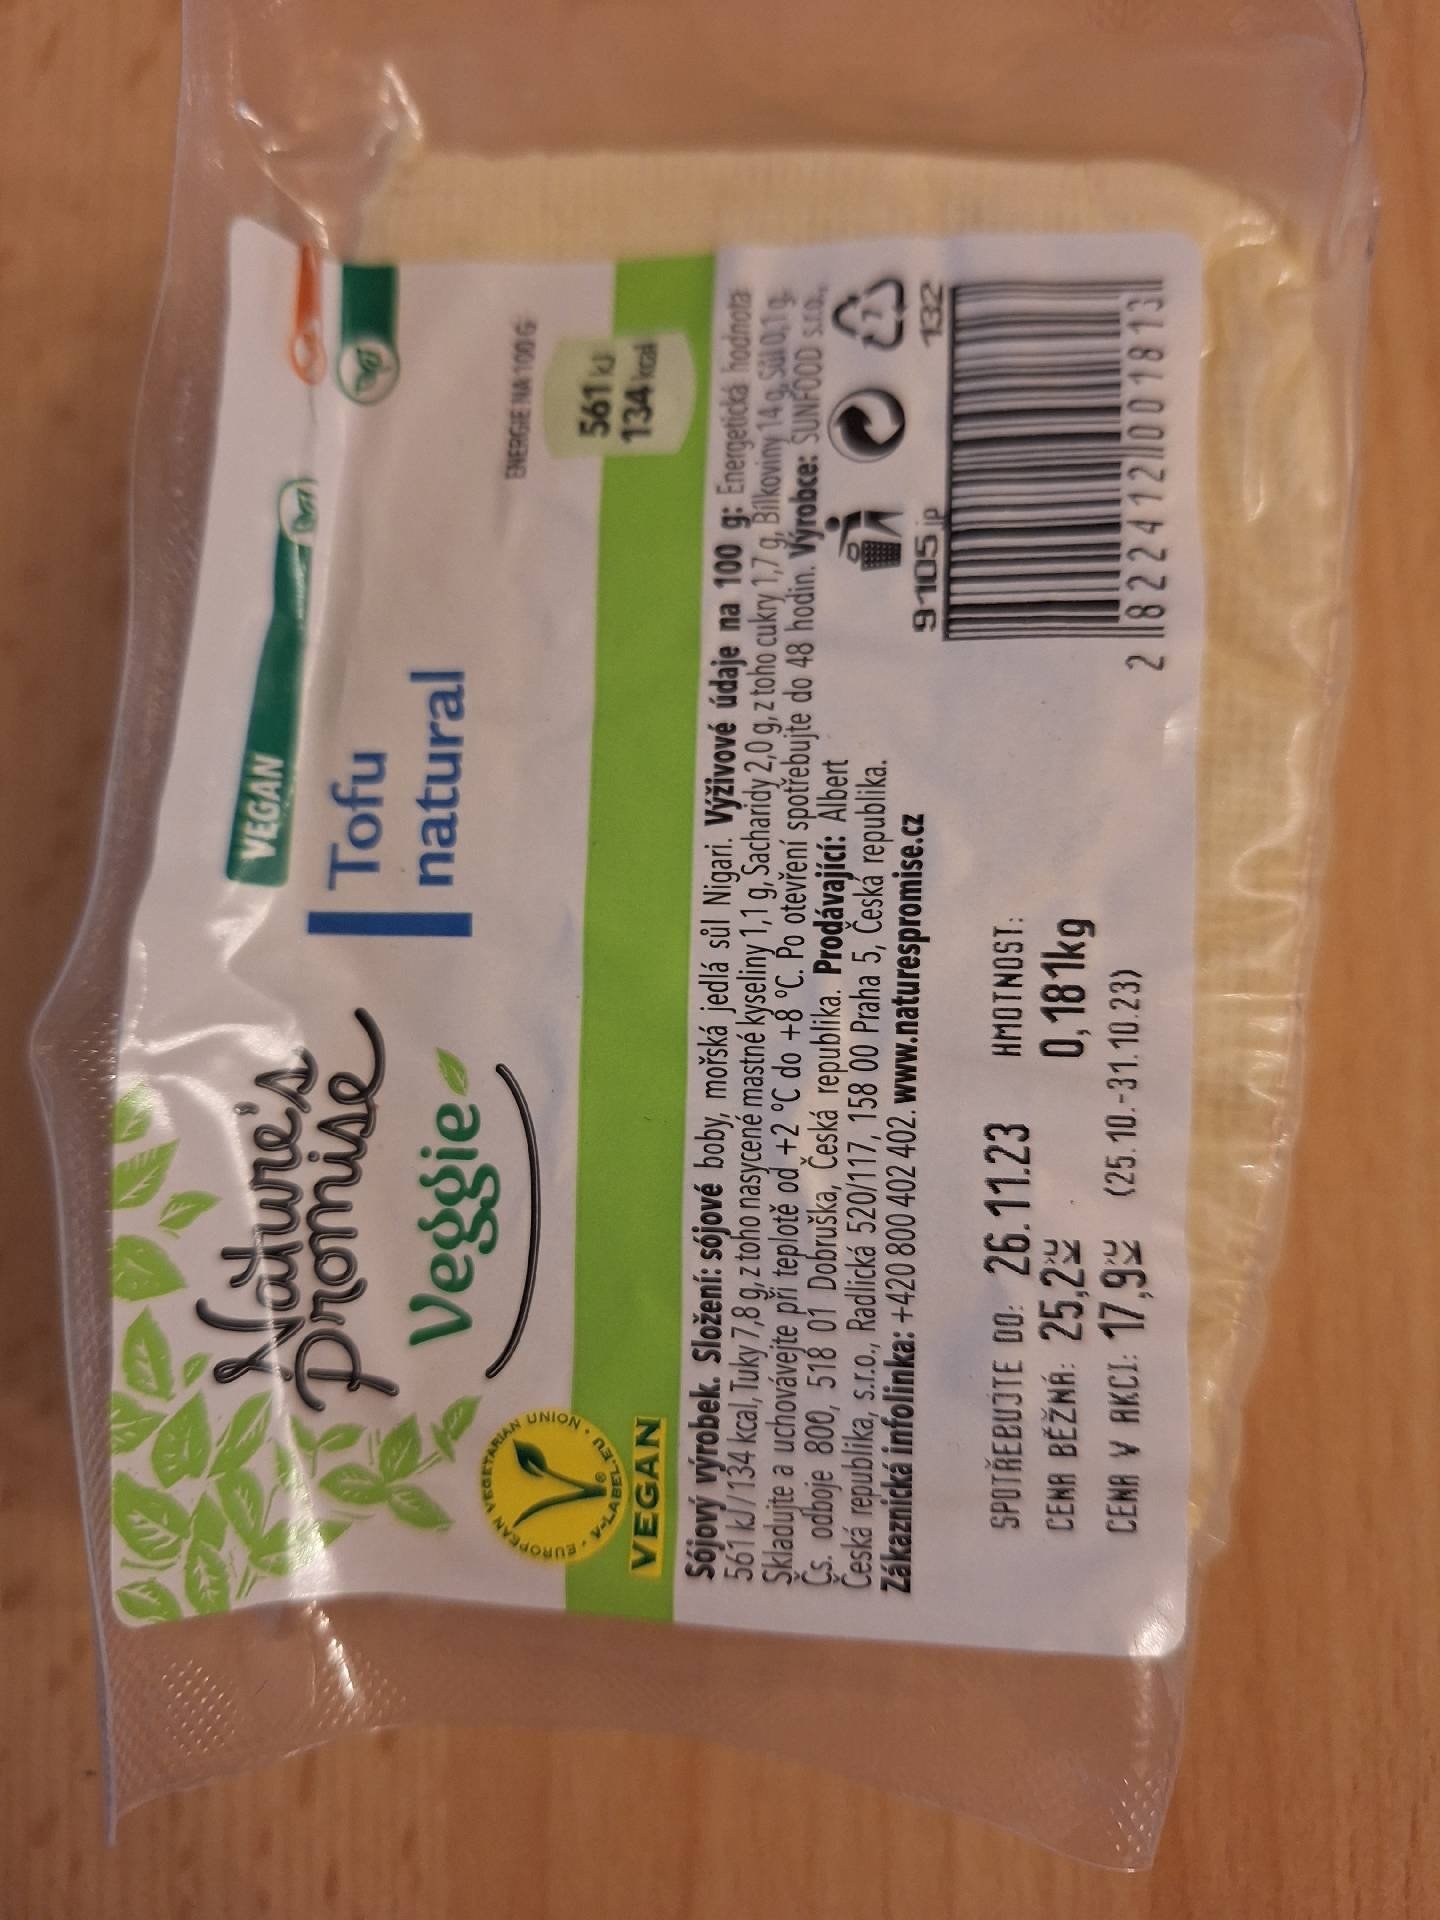 VEGAN
Nature's
promise
Veggie
Tofu
natural
ENERGIE NA 100 G
561 kJ
134 kcal
EUROPEAN VEGETARIAN UNION • V-LABEL.EU
VEGAN
Sójový výrobek. Složení: sójové boby, mořská jedlá sůl Nigari. Výživové údaje na 100 g: Energetická hodnota
561 kJ/134 kcal, Tuky 7,8 g, z toho nasycené mastné kyseliny 1,1 g, Sacharidy 2,0 g, z toho cukry 1,7 g, Bílkoviny 14 g, Sůl 0,1 g.
Skladujte a uchovávejte při teplotě od +2 °C do +8 °C. Po otevření spotřebujte do 48 hodin. Výrobce: SUNFOOD s.r.o.,
Čs. odboje 800, 518 01 Dobruška, Česká republika. Prodávající: Albert
Česká republika, s.r.o., Radlická 520/117, 158 00 Praha 5, Česká republika.
Zákaznická infolinka: +420 800 402 402. www.naturespromise.cz
7
9105 jp 132
SPOTŘEBUJTE DO: 26.11.23 HMOTNOST:
CENA BĚŽNÁ: 25,2 Kč 0,181kg
CENA V AKCI: 17,9 Kč (25.10.-31.10.23)
2 822412 001813